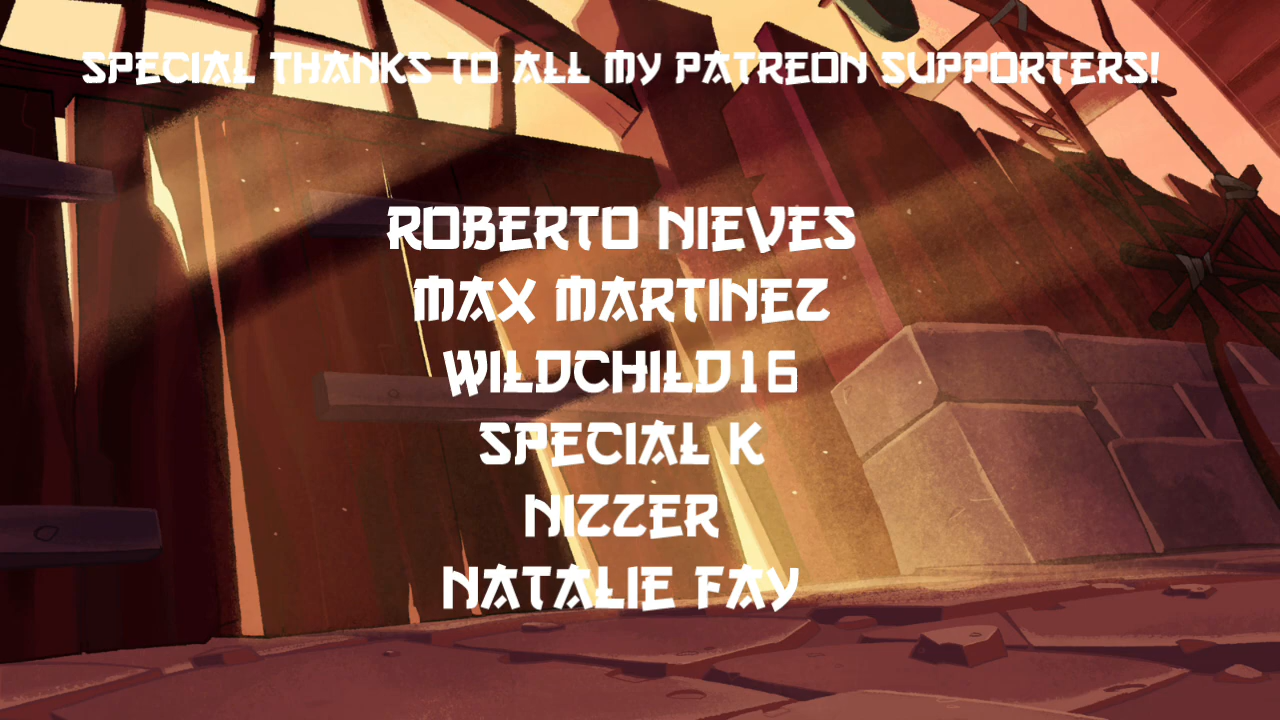 SPECIAL THANKS TO ALL MY PATREON SUPPORTERS!
ROBERTO NIEVES
MAX MARTINEZ
WILDCHILD16
SPECIAL K
NIZZER
NATALIE FAY